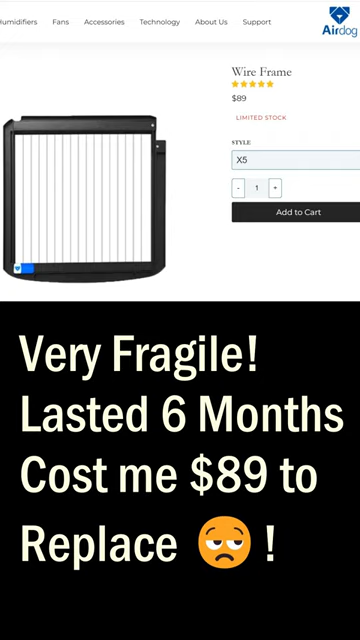 Humidifiers Fans Accessories Technology About Us Support
Airdog
Wire Frame
$89
LIMITED STOCK
STYLE
X5
- 1 +
Add to Cart
Very Fragile!
Lasted 6 Months
Cost me $89 to
Replace 😩 !